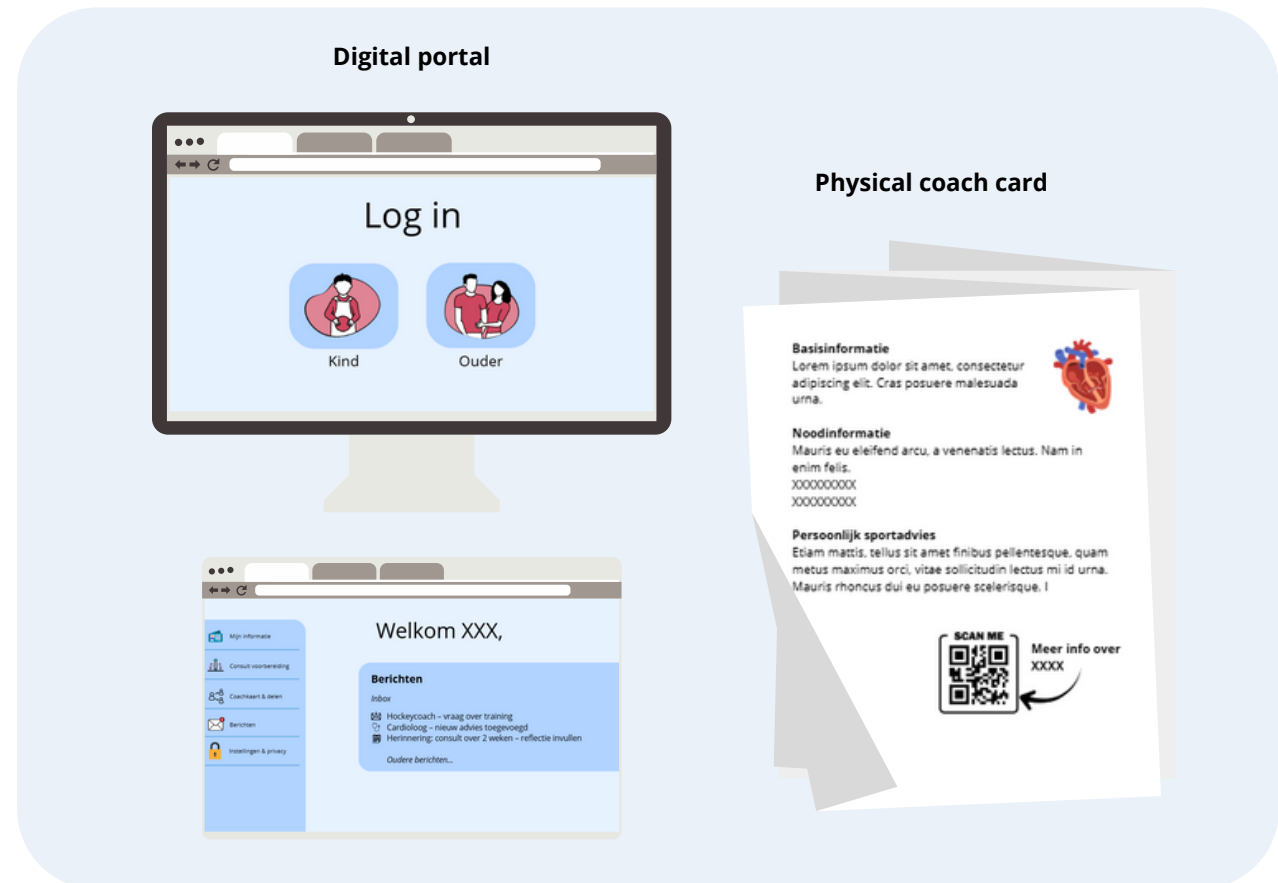 Digital portal
Log in
Kind
Ouder
Welkom XXX,
Mijn informatie
Consult voorbereiding
Coachkaart & delen
Berichten
Instellingen & privacy
Berichten
Inbox
Hockeycoach – vraag over training
Cardioloog – nieuw advies toegevoegd
Herinnering: consult over 2 weken – reflectie invullen
Oudere berichten...
Physical coach card
Basisinformatie
Lorem ipsum dolor sit amet, consectetur
adipiscing elit. Cras posuere malesuada
urna.
Noodinformatie
Mauris eu eleifend arcu, a venenatis lectus. Nam in
enim felis.
XXXXXXXXX
XXXXXXXXX
Persoonlijk sportadvies
Etiam mattis, tellus sit amet finibus pellentesque, quam
metus maximus orci, vitae sollicitudin lectus mi id urna.
Mauris rhoncus dui eu posuere scelerisque. I
SCAN ME
Meer info over
XXXX